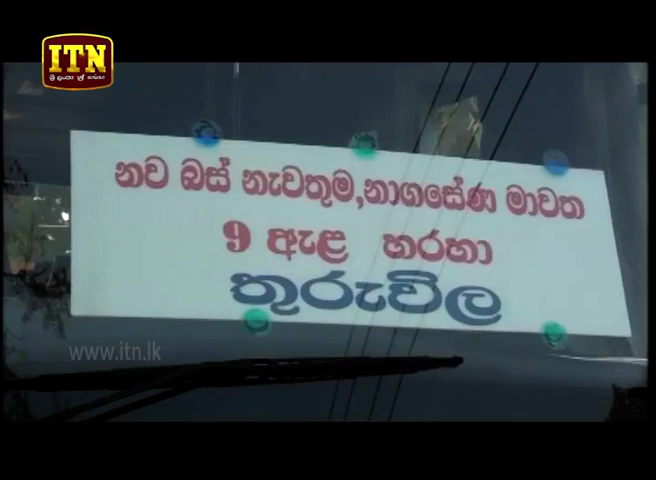 ITN
ශ්‍රී ලංකා
නව බස් නැවතුම,නාගසේණ මාවත
9 ඇළ හරහා
තුරුවිල
www.itn.lk